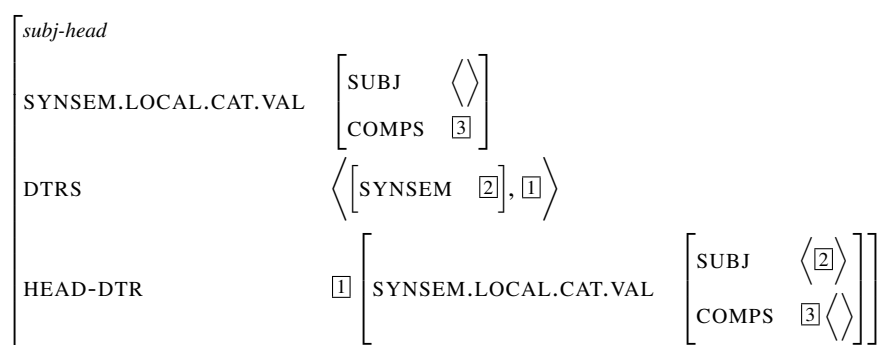 subj-head
SYNSEM.LOCAL.CAT.VAL [SUBJ ⟨⟩
COMPS 3]
DTRS ⟨[SYNSEM 2], 1⟩
HEAD-DTR 1 [SYNSEM.LOCAL.CAT.VAL [SUBJ ⟨2⟩
COMPS 3 ⟨⟩]]